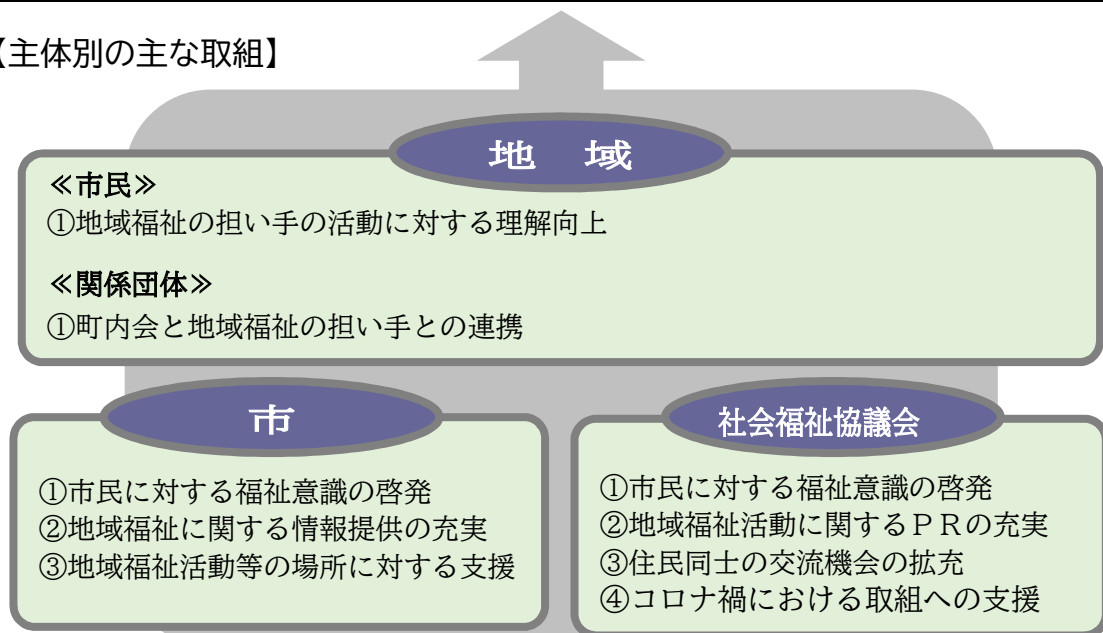 【主体別の主な取組】
地　域
≪市民≫
①地域福祉の担い手の活動に対する理解向上
≪関係団体≫
①町内会と地域福祉の担い手との連携
市
①市民に対する福祉意識の啓発
②地域福祉に関する情報提供の充実
③地域福祉活動等の場所に対する支援
社会福祉協議会
①市民に対する福祉意識の啓発
②地域福祉活動に関するＰＲの充実
③住民同士の交流機会の拡充
④コロナ禍における取組への支援